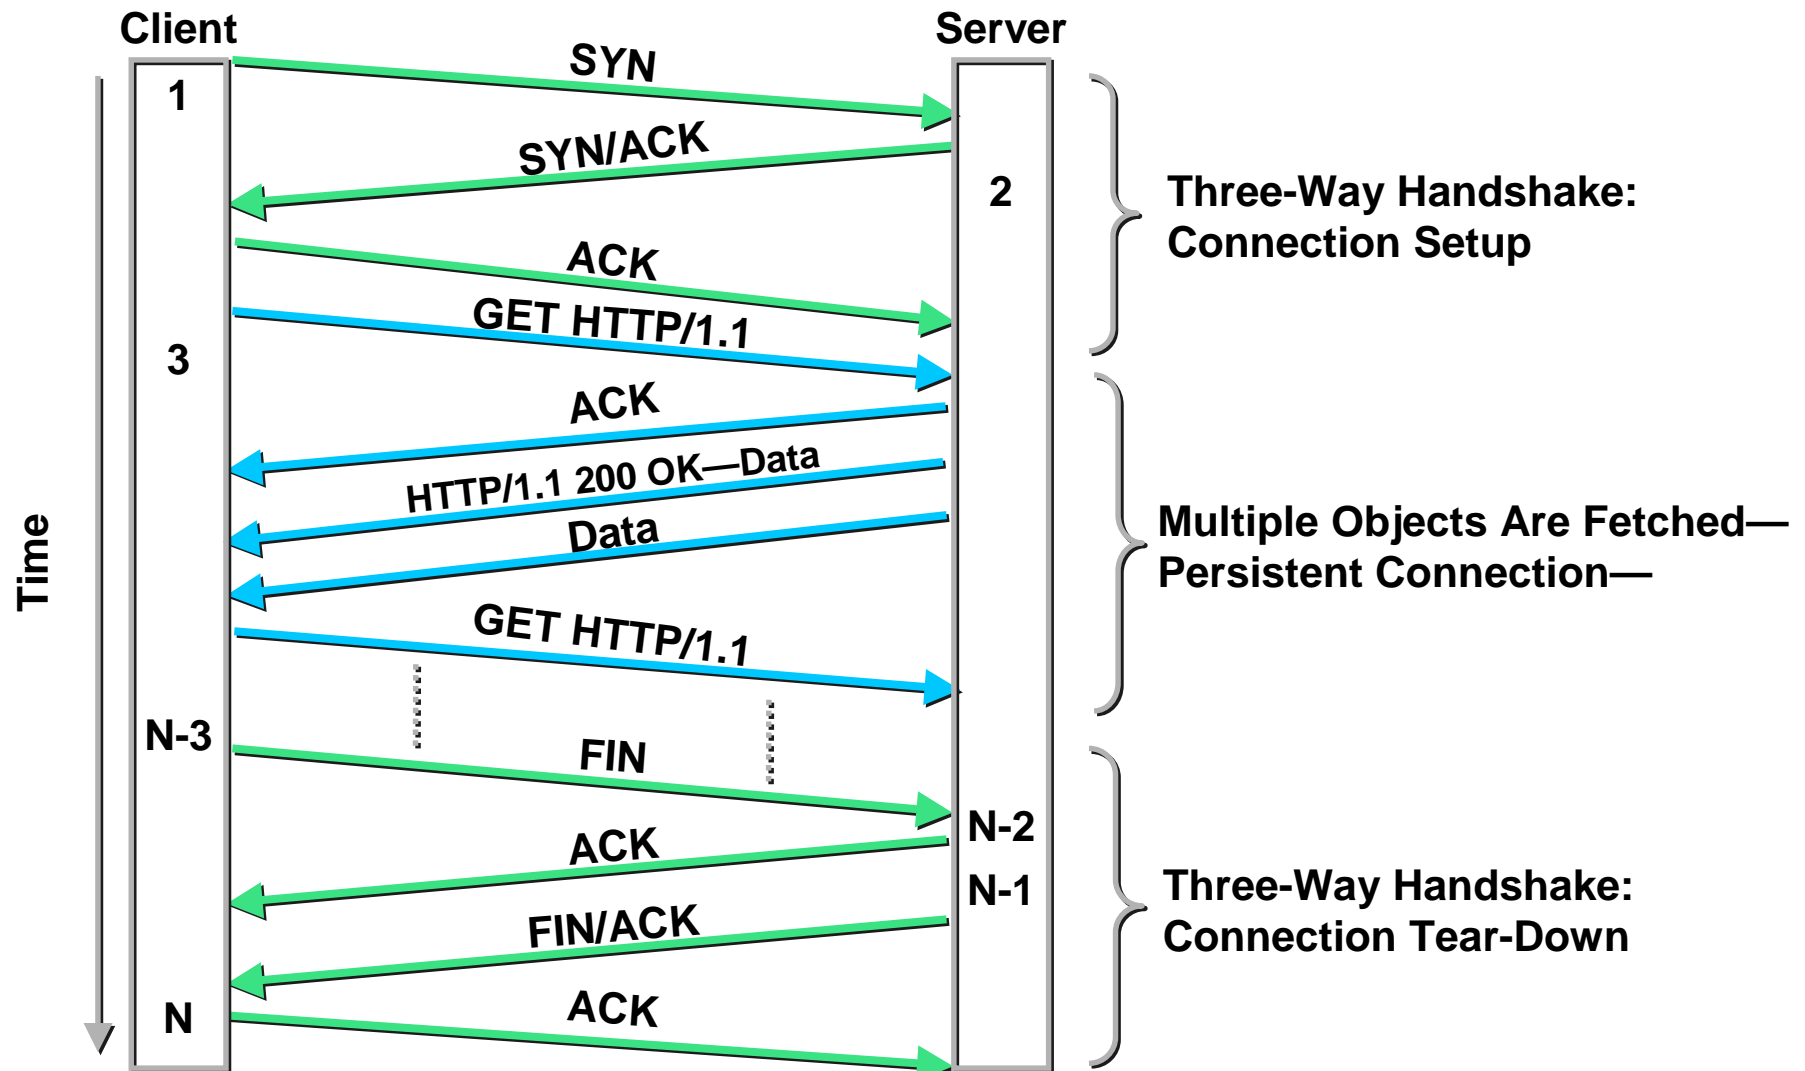 Client
Server
SYN
1
SYN/ACK
2
Three-Way Handshake:
Connection Setup
ACK
GET HTTP/1.1
3
ACK
HTTP/1.1 200 OK—Data
Data
Multiple Objects Are Fetched—
Persistent Connection—
Time
GET HTTP/1.1
N-3
FIN
N-2
ACK
N-1
Three-Way Handshake:
Connection Tear-Down
FIN/ACK
N
ACK